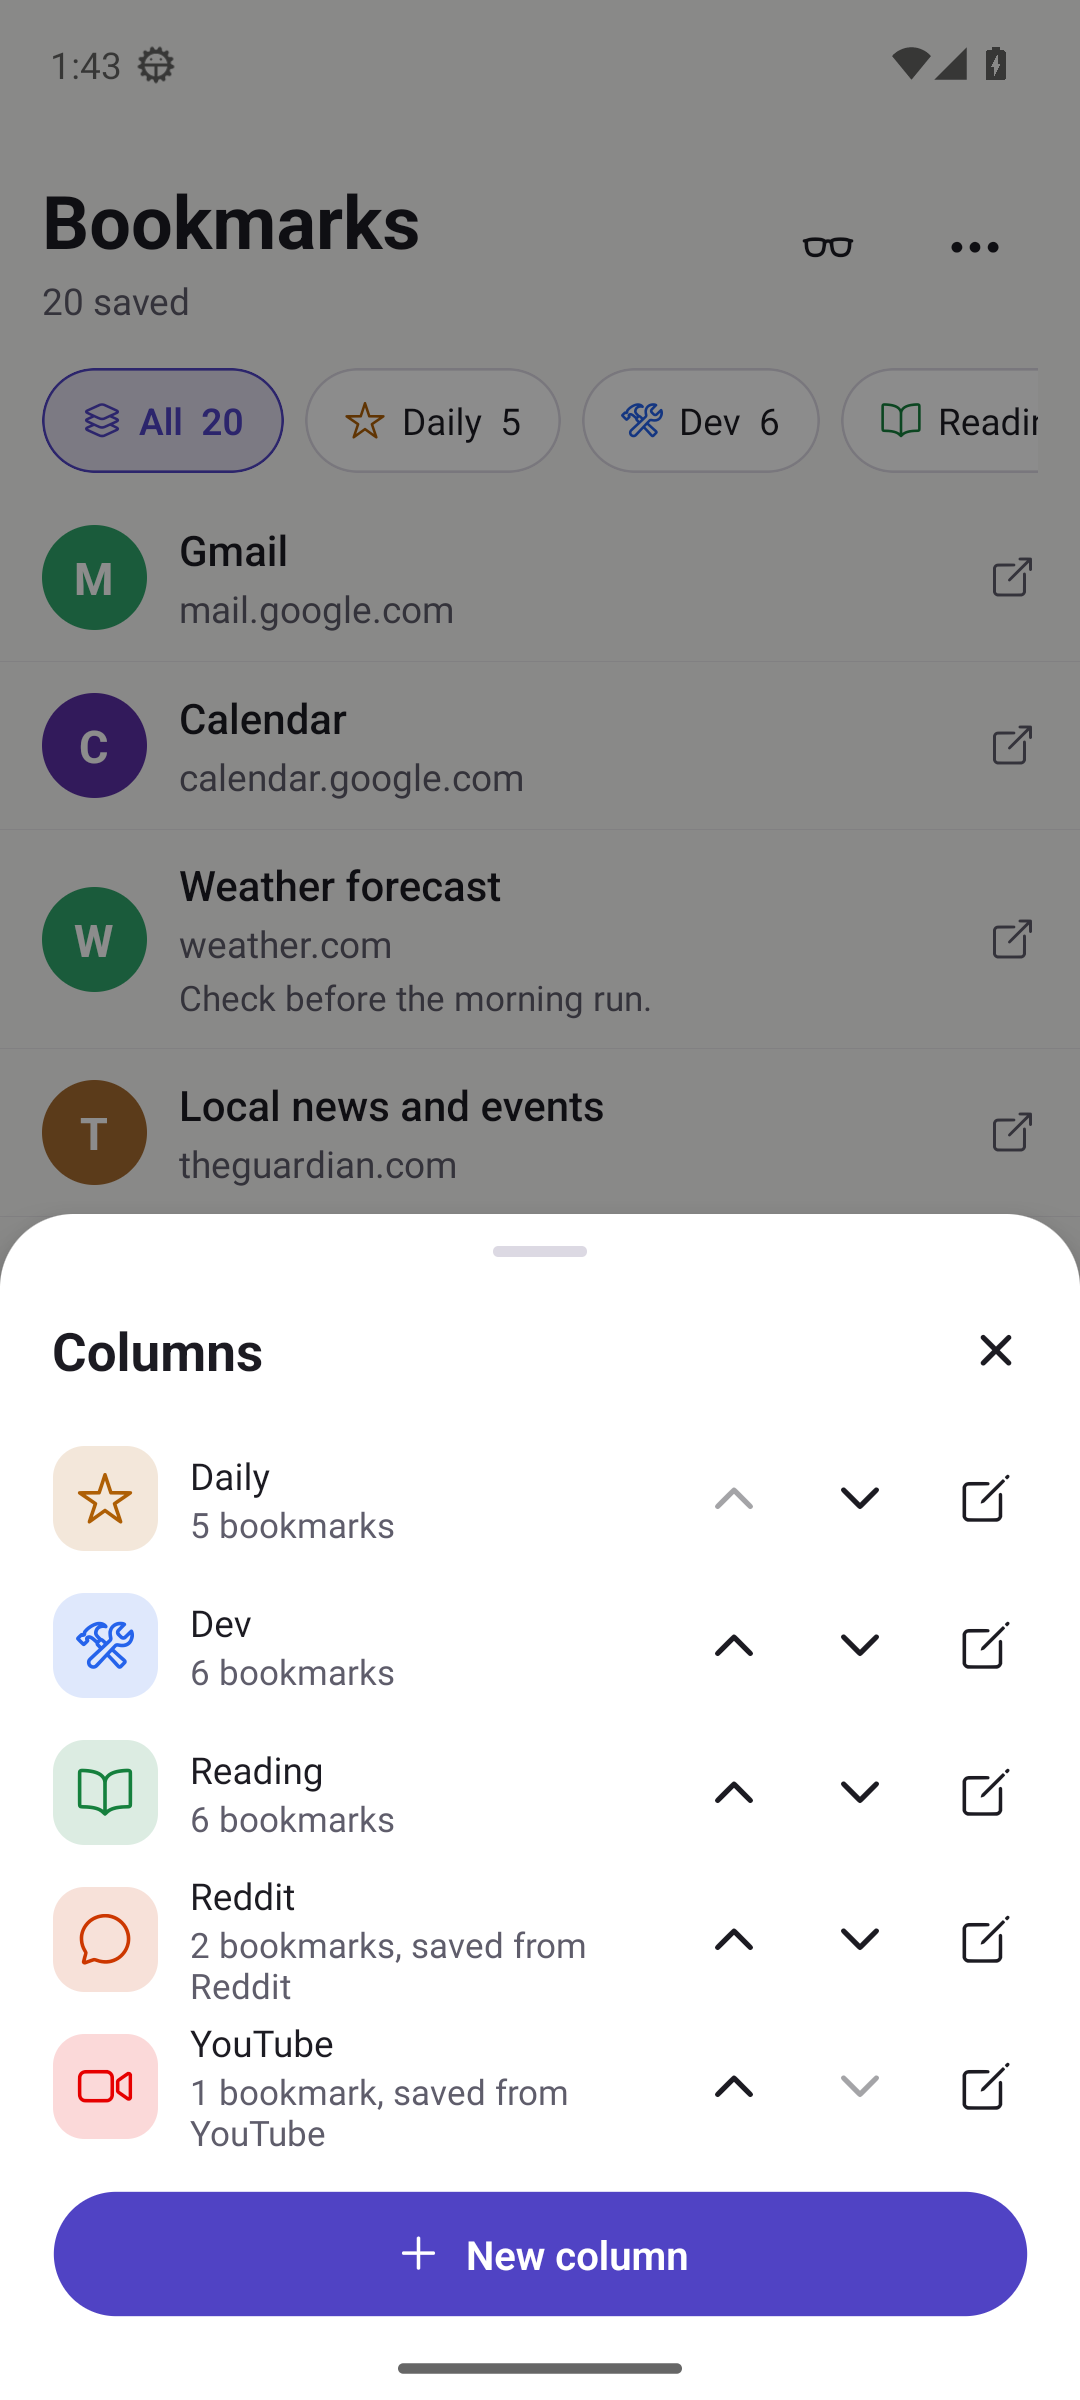 1:43
Bookmarks
20 saved
All 20
Daily 5
Dev 6
Readin
M
Gmail
mail.google.com
C
Calendar
calendar.google.com
W
Weather forecast
weather.com
Check before the morning run.
T
Local news and events
theguardian.com
Columns
Daily
5 bookmarks
Dev
6 bookmarks
Reading
6 bookmarks
Reddit
2 bookmarks, saved from
Reddit
YouTube
1 bookmark, saved from
YouTube
New column